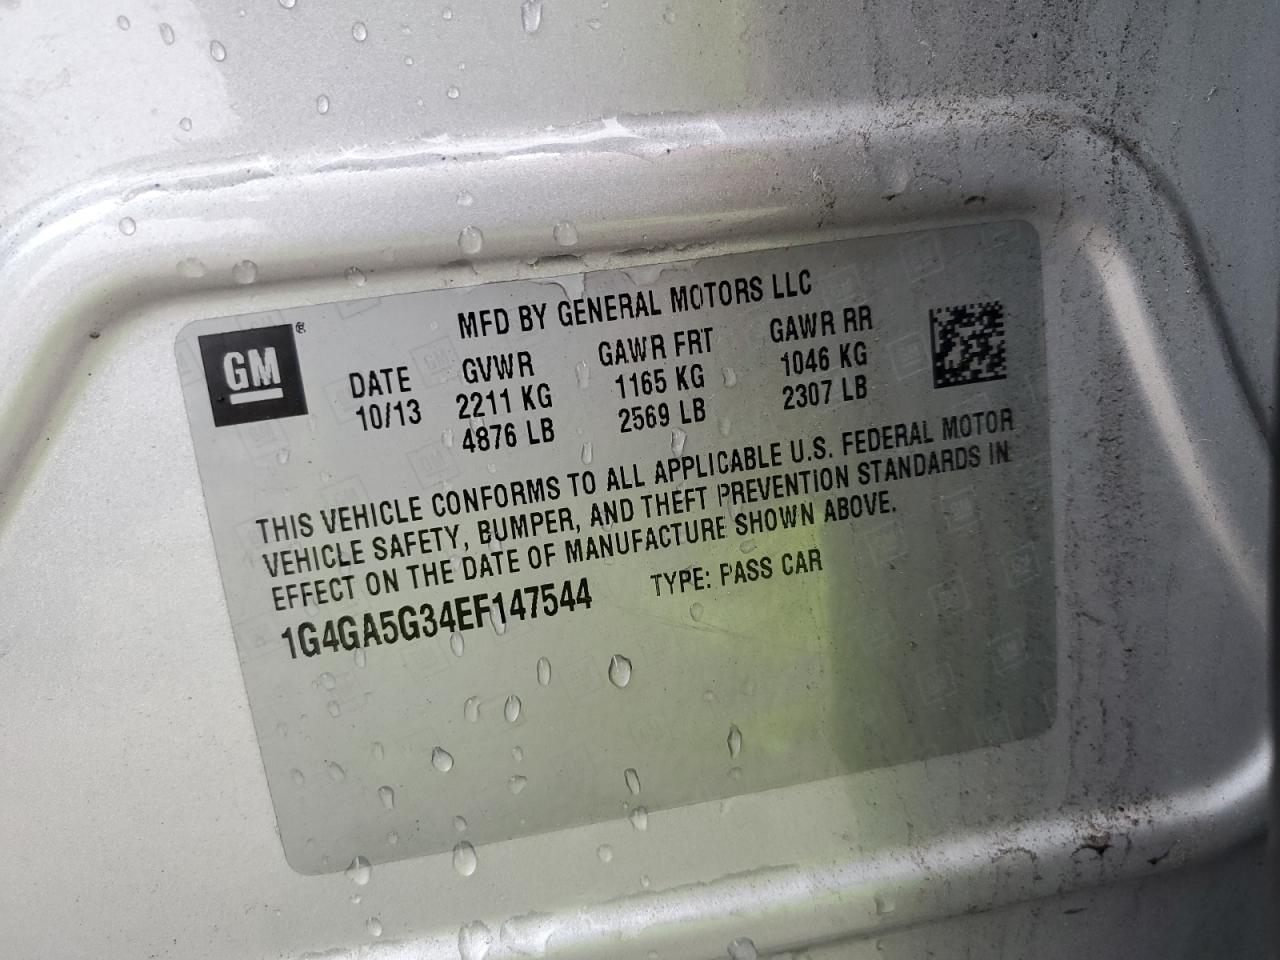 GM®
MFD BY GENERAL MOTORS LLC
DATE GVWR GAWR FRT GAWR RR
10/13 2211 KG 1165 KG 1046 KG
4876 LB 2569 LB 2307 LB
THIS VEHICLE CONFORMS TO ALL APPLICABLE U.S. FEDERAL MOTOR
VEHICLE SAFETY, BUMPER, AND THEFT PREVENTION STANDARDS IN
EFFECT ON THE DATE OF MANUFACTURE SHOWN ABOVE.
1G4GA5G34EF147544 TYPE: PASS CAR